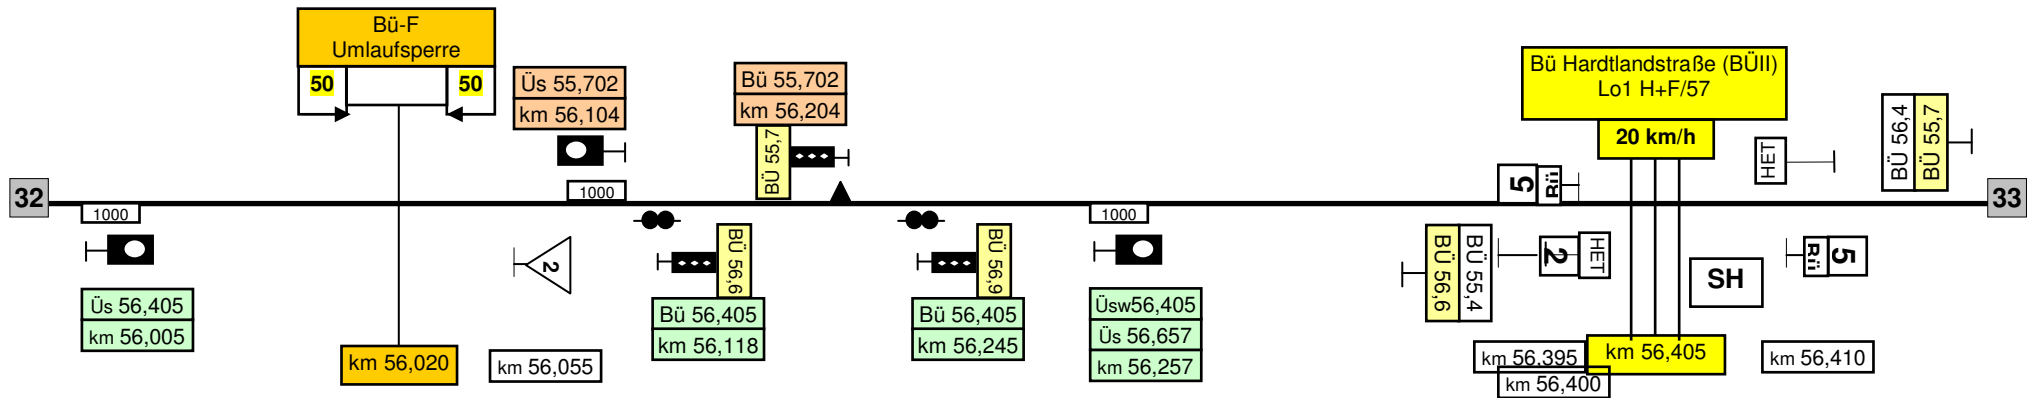 Bü-F
Umlaufsperre
50
50
Üs 55,702
km 56,104
Bü 55,702
km 56,204
BÜ 55,7
Bü Hardtlandstraße (BÜII)
Lo1 H+F/57
20 km/h
HET
BÜ 56,4
BÜ 55,7
5
Rü
32
1000
1000
1000
33
2
BÜ 56,6
BÜ 56,9
BÜ 56,6
BÜ 55,4
2
HET
SH
Rü
5
Üs 56,405
km 56,005
km 56,020
km 56,055
Bü 56,405
km 56,118
Bü 56,405
km 56,245
Üsw56,405
Üs 56,657
km 56,257
km 56,395
km 56,400
km 56,405
km 56,410